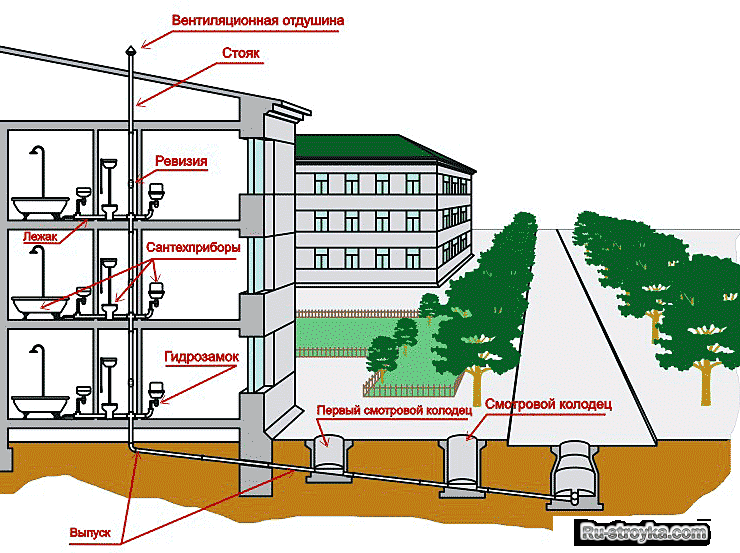 Вентиляционная отдушина
Стояк
Ревизия
Лежак
Сантехприборы
Гидрозамок
Первый смотровой колодец
Смотровой колодец
Выпуск
Ru-stroyka.com